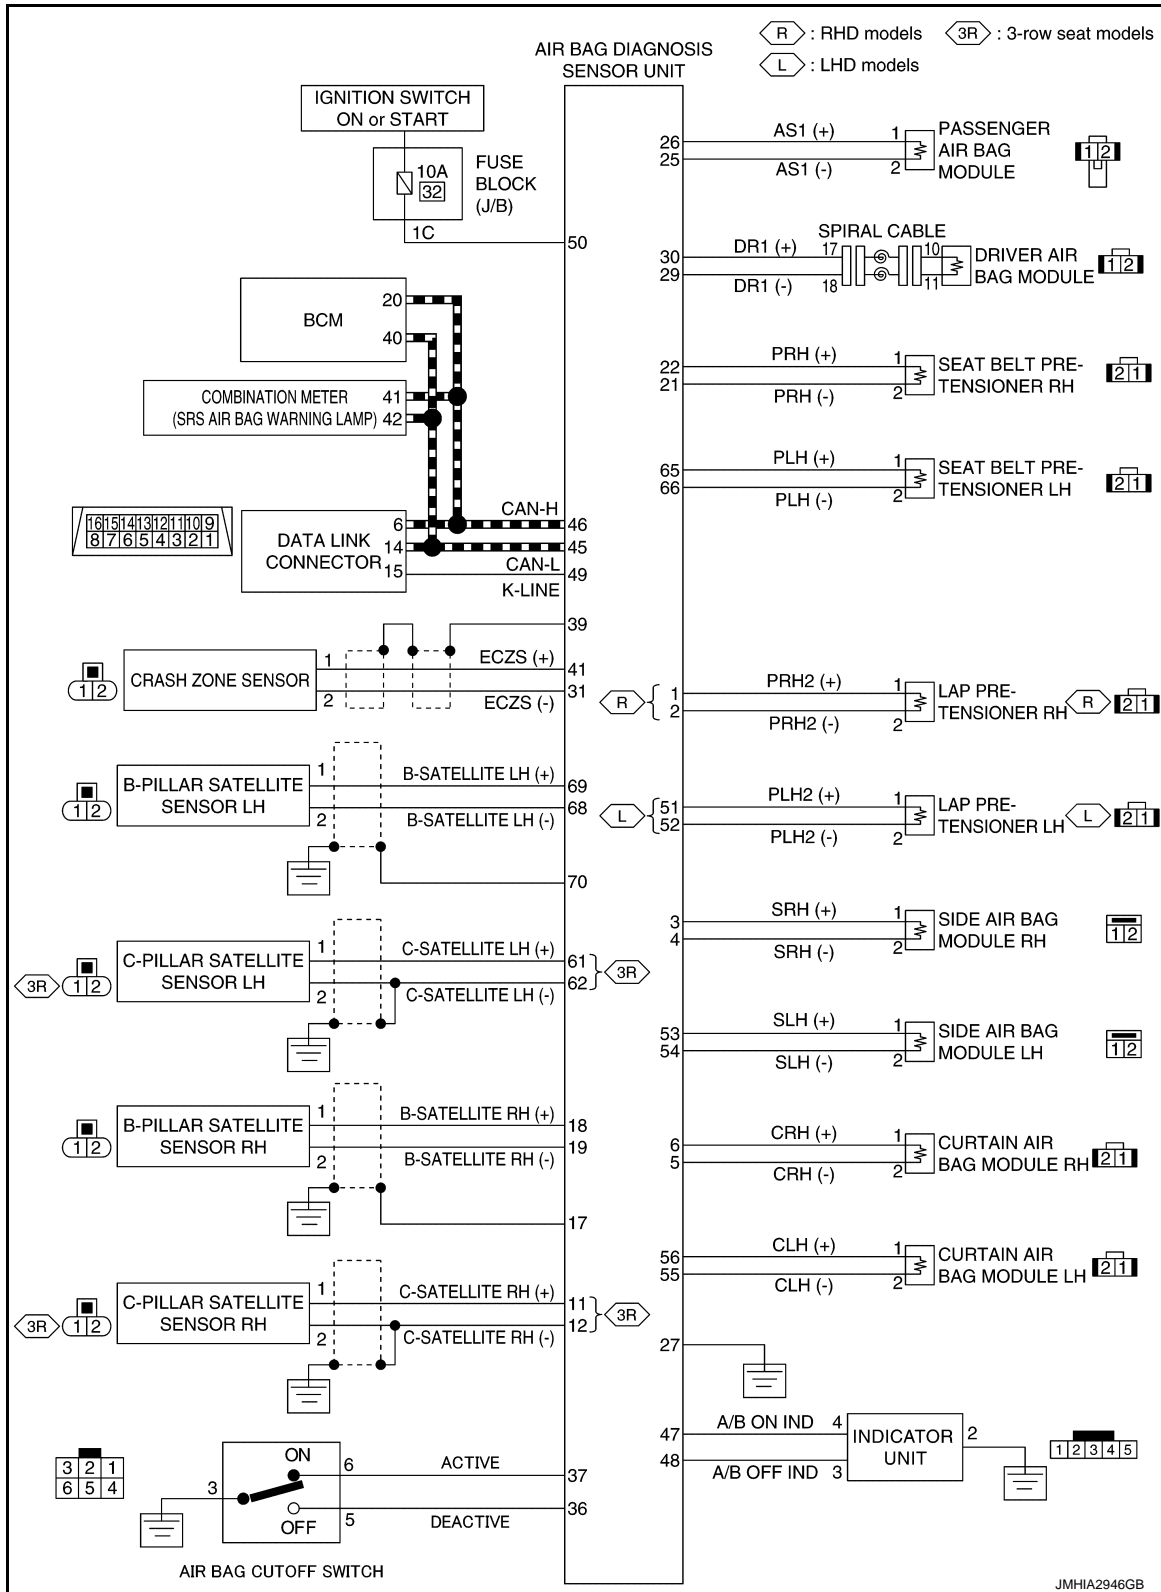 R : RHD models 3R : 3-row seat models
L : LHD models
AIR BAG DIAGNOSIS
SENSOR UNIT
IGNITION SWITCH
ON or START
10A
32
FUSE
BLOCK
(J/B)
1C
50
BCM
20
40
COMBINATION METER
(SRS AIR BAG WARNING LAMP)
41
42
16 15 14 13 12 11 10 9
8 7 6 5 4 3 2 1
DATA LINK
CONNECTOR
6
14
15
CAN-H
46
45
CAN-L
49
K-LINE
39
1 2
CRASH ZONE SENSOR
1
2
ECZS (+)
41
31
ECZS (-)
1 2
B-PILLAR SATELLITE
SENSOR LH
1
2
B-SATELLITE LH (+)
69
68
B-SATELLITE LH (-)
70
3R
1 2
C-PILLAR SATELLITE
SENSOR LH
1
2
C-SATELLITE LH (+)
61
62
3R
C-SATELLITE LH (-)
1 2
B-PILLAR SATELLITE
SENSOR RH
1
2
B-SATELLITE RH (+)
18
19
B-SATELLITE RH (-)
17
3R
1 2
C-PILLAR SATELLITE
SENSOR RH
1
2
C-SATELLITE RH (+)
11
12
3R
C-SATELLITE RH (-)
3 2 1
6 5 4
3
ON
OFF
6
5
ACTIVE
37
36
DEACTIVE
AIR BAG CUTOFF SWITCH
26
25
AS1 (+)
AS1 (-)
1
2
PASSENGER
AIR BAG
MODULE
1 2
30
29
DR1 (+)
DR1 (-)
SPIRAL CABLE
17
18
10
11
DRIVER AIR
BAG MODULE
1 2
22
21
PRH (+)
PRH (-)
1
2
SEAT BELT PRE-
TENSIONER RH
2 1
65
66
PLH (+)
PLH (-)
1
2
SEAT BELT PRE-
TENSIONER LH
2 1
R
1
2
PRH2 (+)
PRH2 (-)
1
2
LAP PRE-
TENSIONER RH
R
2 1
L
51
52
PLH2 (+)
PLH2 (-)
1
2
LAP PRE-
TENSIONER LH
L
2 1
3
4
SRH (+)
SRH (-)
1
2
SIDE AIR BAG
MODULE RH
1 2
53
54
SLH (+)
SLH (-)
1
2
SIDE AIR BAG
MODULE LH
1 2
6
5
CRH (+)
CRH (-)
1
2
CURTAIN AIR
BAG MODULE RH
2 1
56
55
CLH (+)
CLH (-)
1
2
CURTAIN AIR
BAG MODULE LH
2 1
27
47
48
A/B ON IND
A/B OFF IND
4
3
INDICATOR
UNIT
2
1 2 3 4 5
JMHIA2946GB